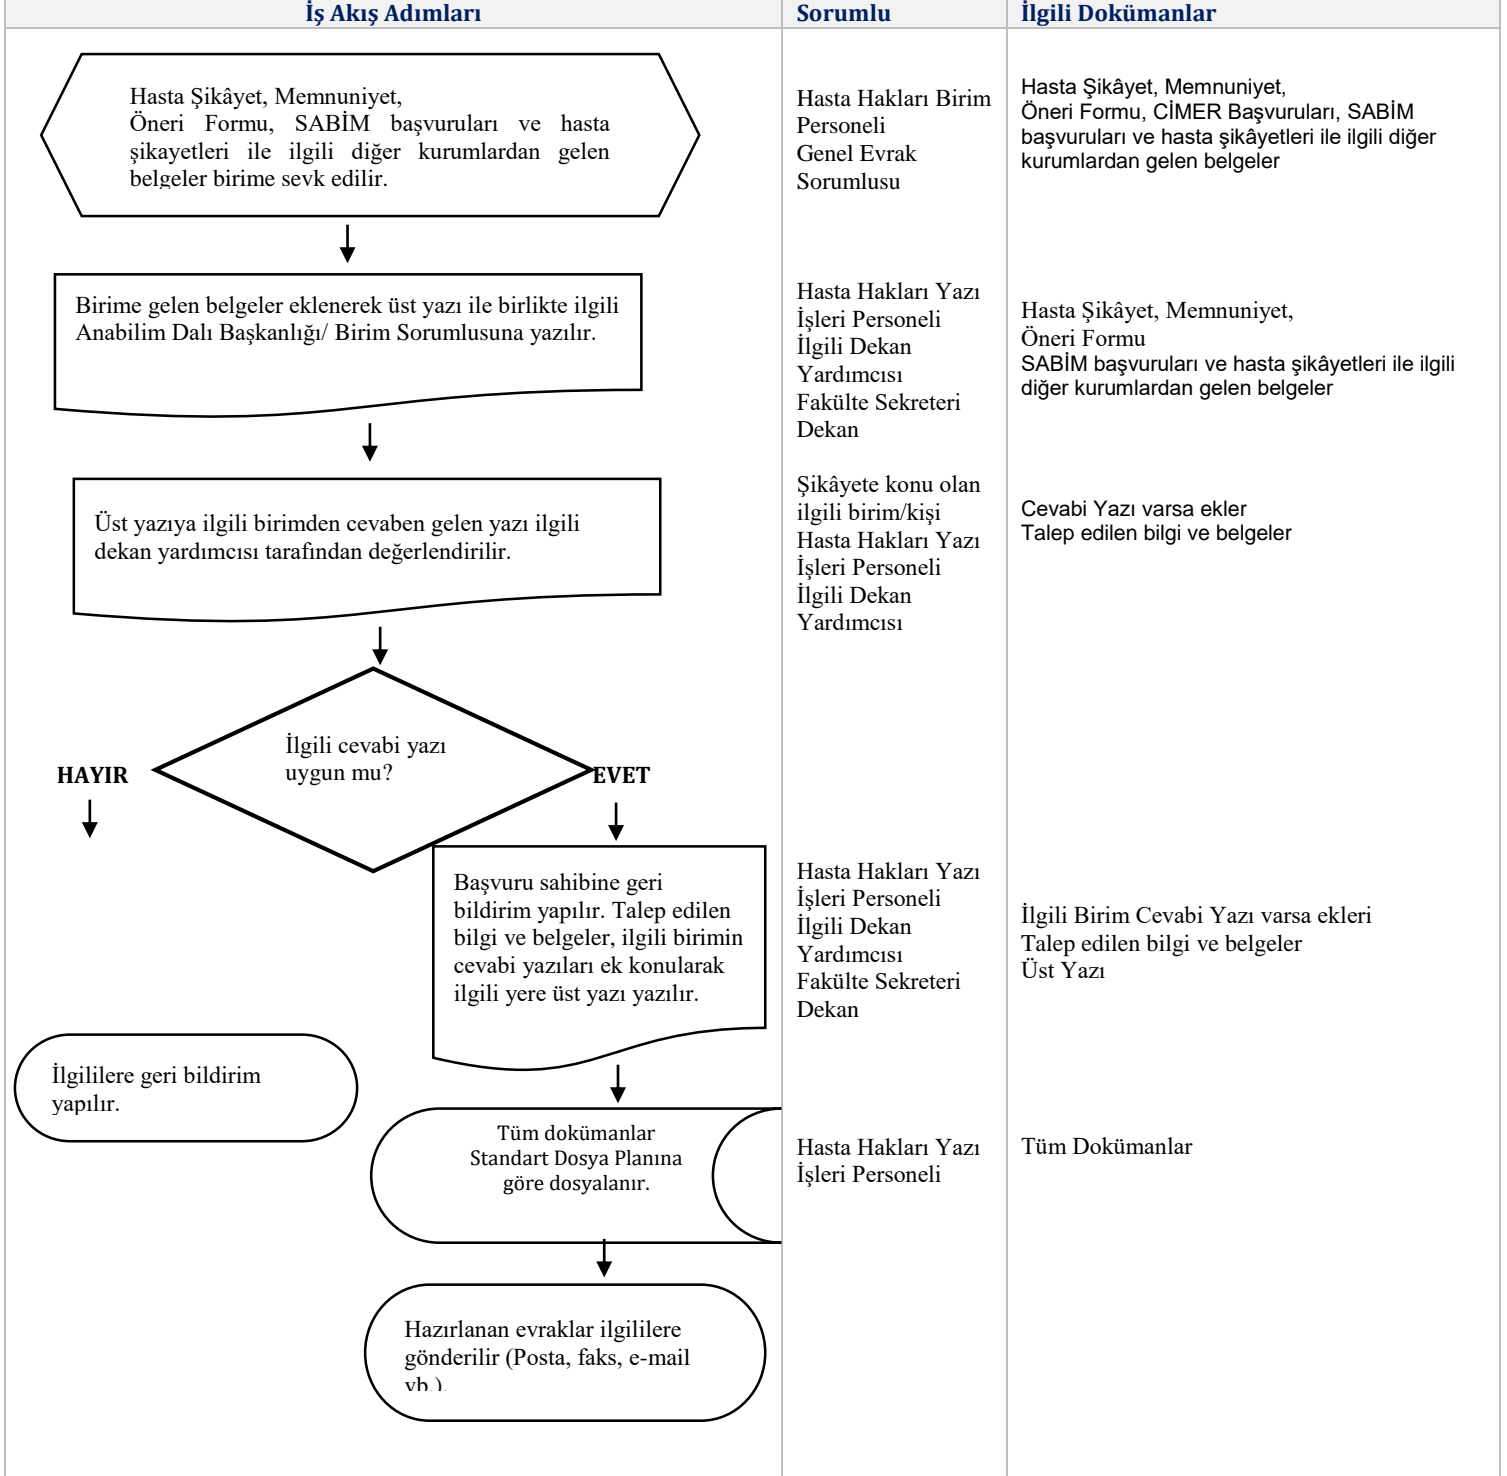 İş Akış Adımları
Sorumlu
İlgili Dokümanlar
Hasta Şikâyet, Memnuniyet,
Öneri Formu, SABİM başvuruları ve hasta
şikayetleri ile ilgili diğer kurumlardan gelen
belgeler birime sevk edilir.
Hasta Hakları Birim
Personeli
Genel Evrak
Sorumlusu
Hasta Şikâyet, Memnuniyet,
Öneri Formu, CİMER Başvuruları, SABİM
başvuruları ve hasta şikâyetleri ile ilgili diğer
kurumlardan gelen belgeler
Birime gelen belgeler eklenerek üst yazı ile birlikte ilgili
Anabilim Dalı Başkanlığı/ Birim Sorumlusuna yazılır.
Hasta Hakları Yazı
İşleri Personeli
İlgili Dekan
Yardımcısı
Fakülte Sekreteri
Dekan
Hasta Şikâyet, Memnuniyet,
Öneri Formu
SABİM başvuruları ve hasta şikâyetleri ile ilgili
diğer kurumlardan gelen belgeler
Üst yazıya ilgili birimden cevaben gelen yazı ilgili
dekan yardımcısı tarafından değerlendirilir.
Şikâyete konu olan
ilgili birim/kişi
Hasta Hakları Yazı
İşleri Personeli
İlgili Dekan
Yardımcısı
Cevabi Yazı varsa ekler
Talep edilen bilgi ve belgeler
İlgili cevabi yazı
uygun mu?
HAYIR
EVET
Başvuru sahibine geri
bildirim yapılır. Talep edilen
bilgi ve belgeler, ilgili birimin
cevabi yazıları ek konularak
ilgili yere üst yazı yazılır.
Hasta Hakları Yazı
İşleri Personeli
İlgili Dekan
Yardımcısı
Fakülte Sekreteri
Dekan
İlgili Birim Cevabi Yazı varsa ekleri
Talep edilen bilgi ve belgeler
Üst Yazı
İlgililere geri bildirim
yapılır.
Tüm dokümanlar
Standart Dosya Planına
göre dosyalanır.
Hasta Hakları Yazı
İşleri Personeli
Tüm Dokümanlar
Hazırlanan evraklar ilgililere
gönderilir (Posta, faks, e-mail
vb.).